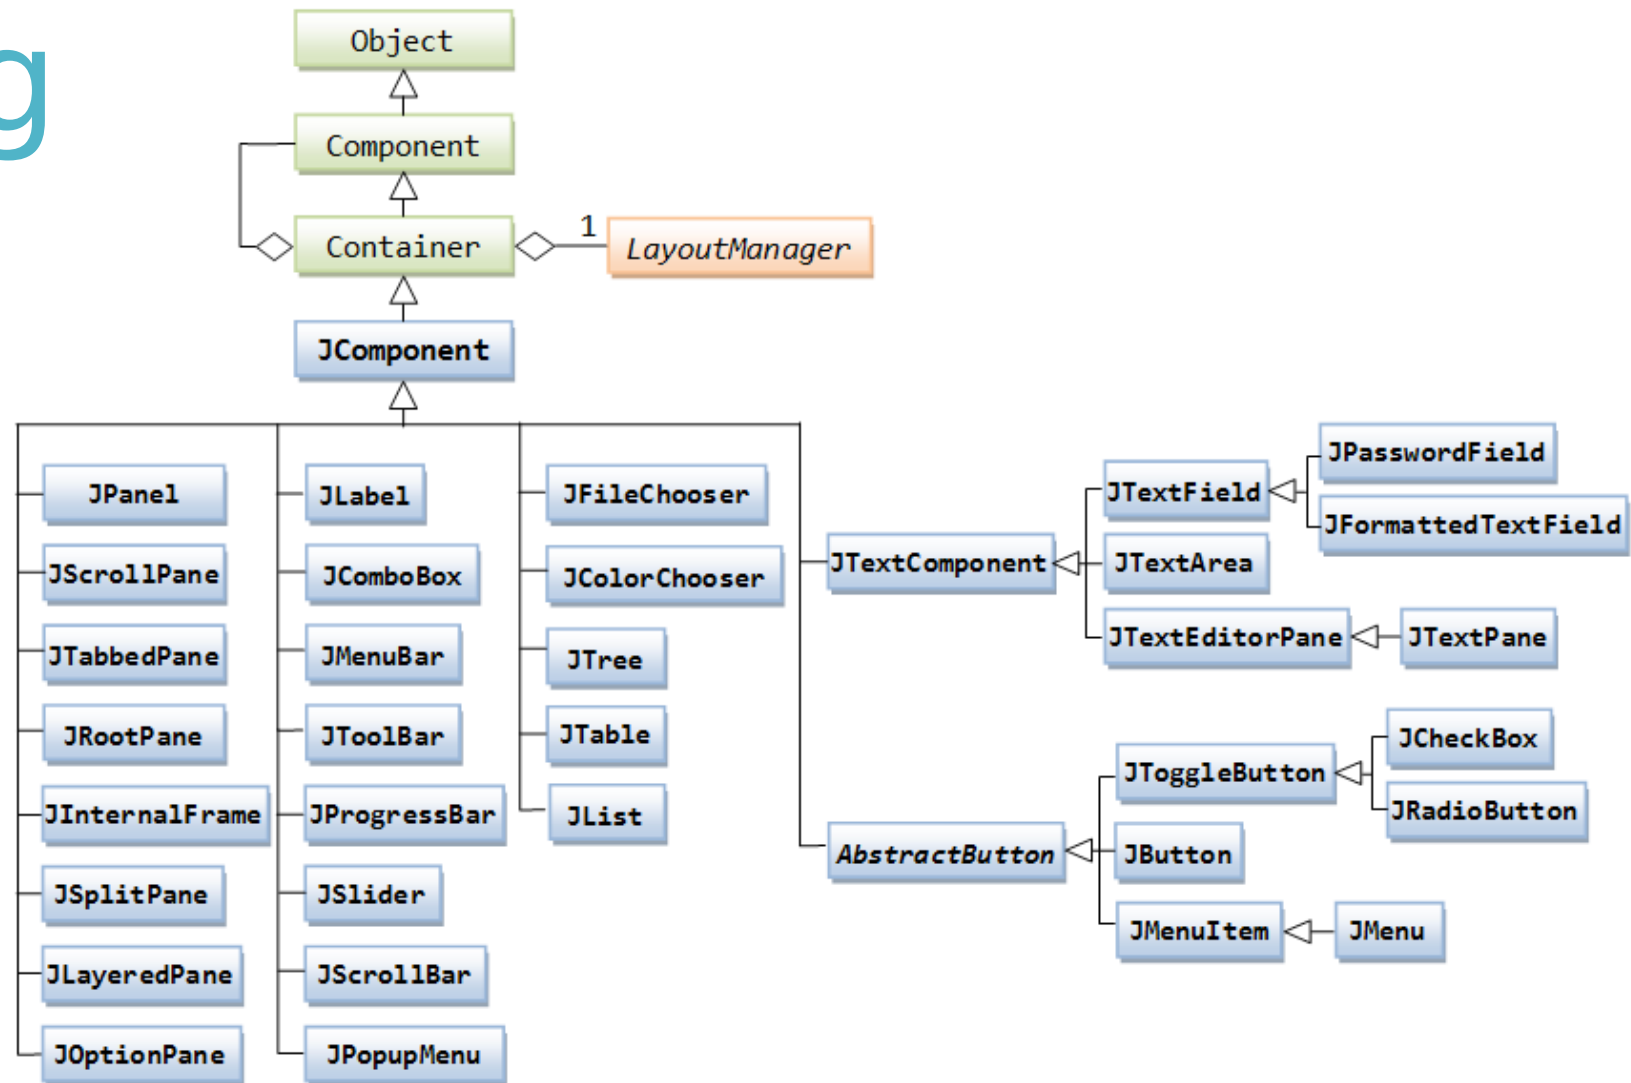 g
Object
Component
Container
1
LayoutManager
JComponent
JPanel
JScrollPane
JTabbedPane
JRootPane
JInternalFrame
JSplitPane
JLayeredPane
JOptionPane
JLabel
JComboBox
JMenuBar
JToolBar
JProgressBar
JSlider
JScrollBar
JPopupMenu
JFileChooser
JColorChooser
JTree
JTable
JList
JTextComponent
JTextField
JPasswordField
JFormattedTextField
JTextArea
JTextEditorPane
JTextPane
AbstractButton
JToggleButton
JCheckBox
JRadioButton
JButton
JMenuItem
JMenu